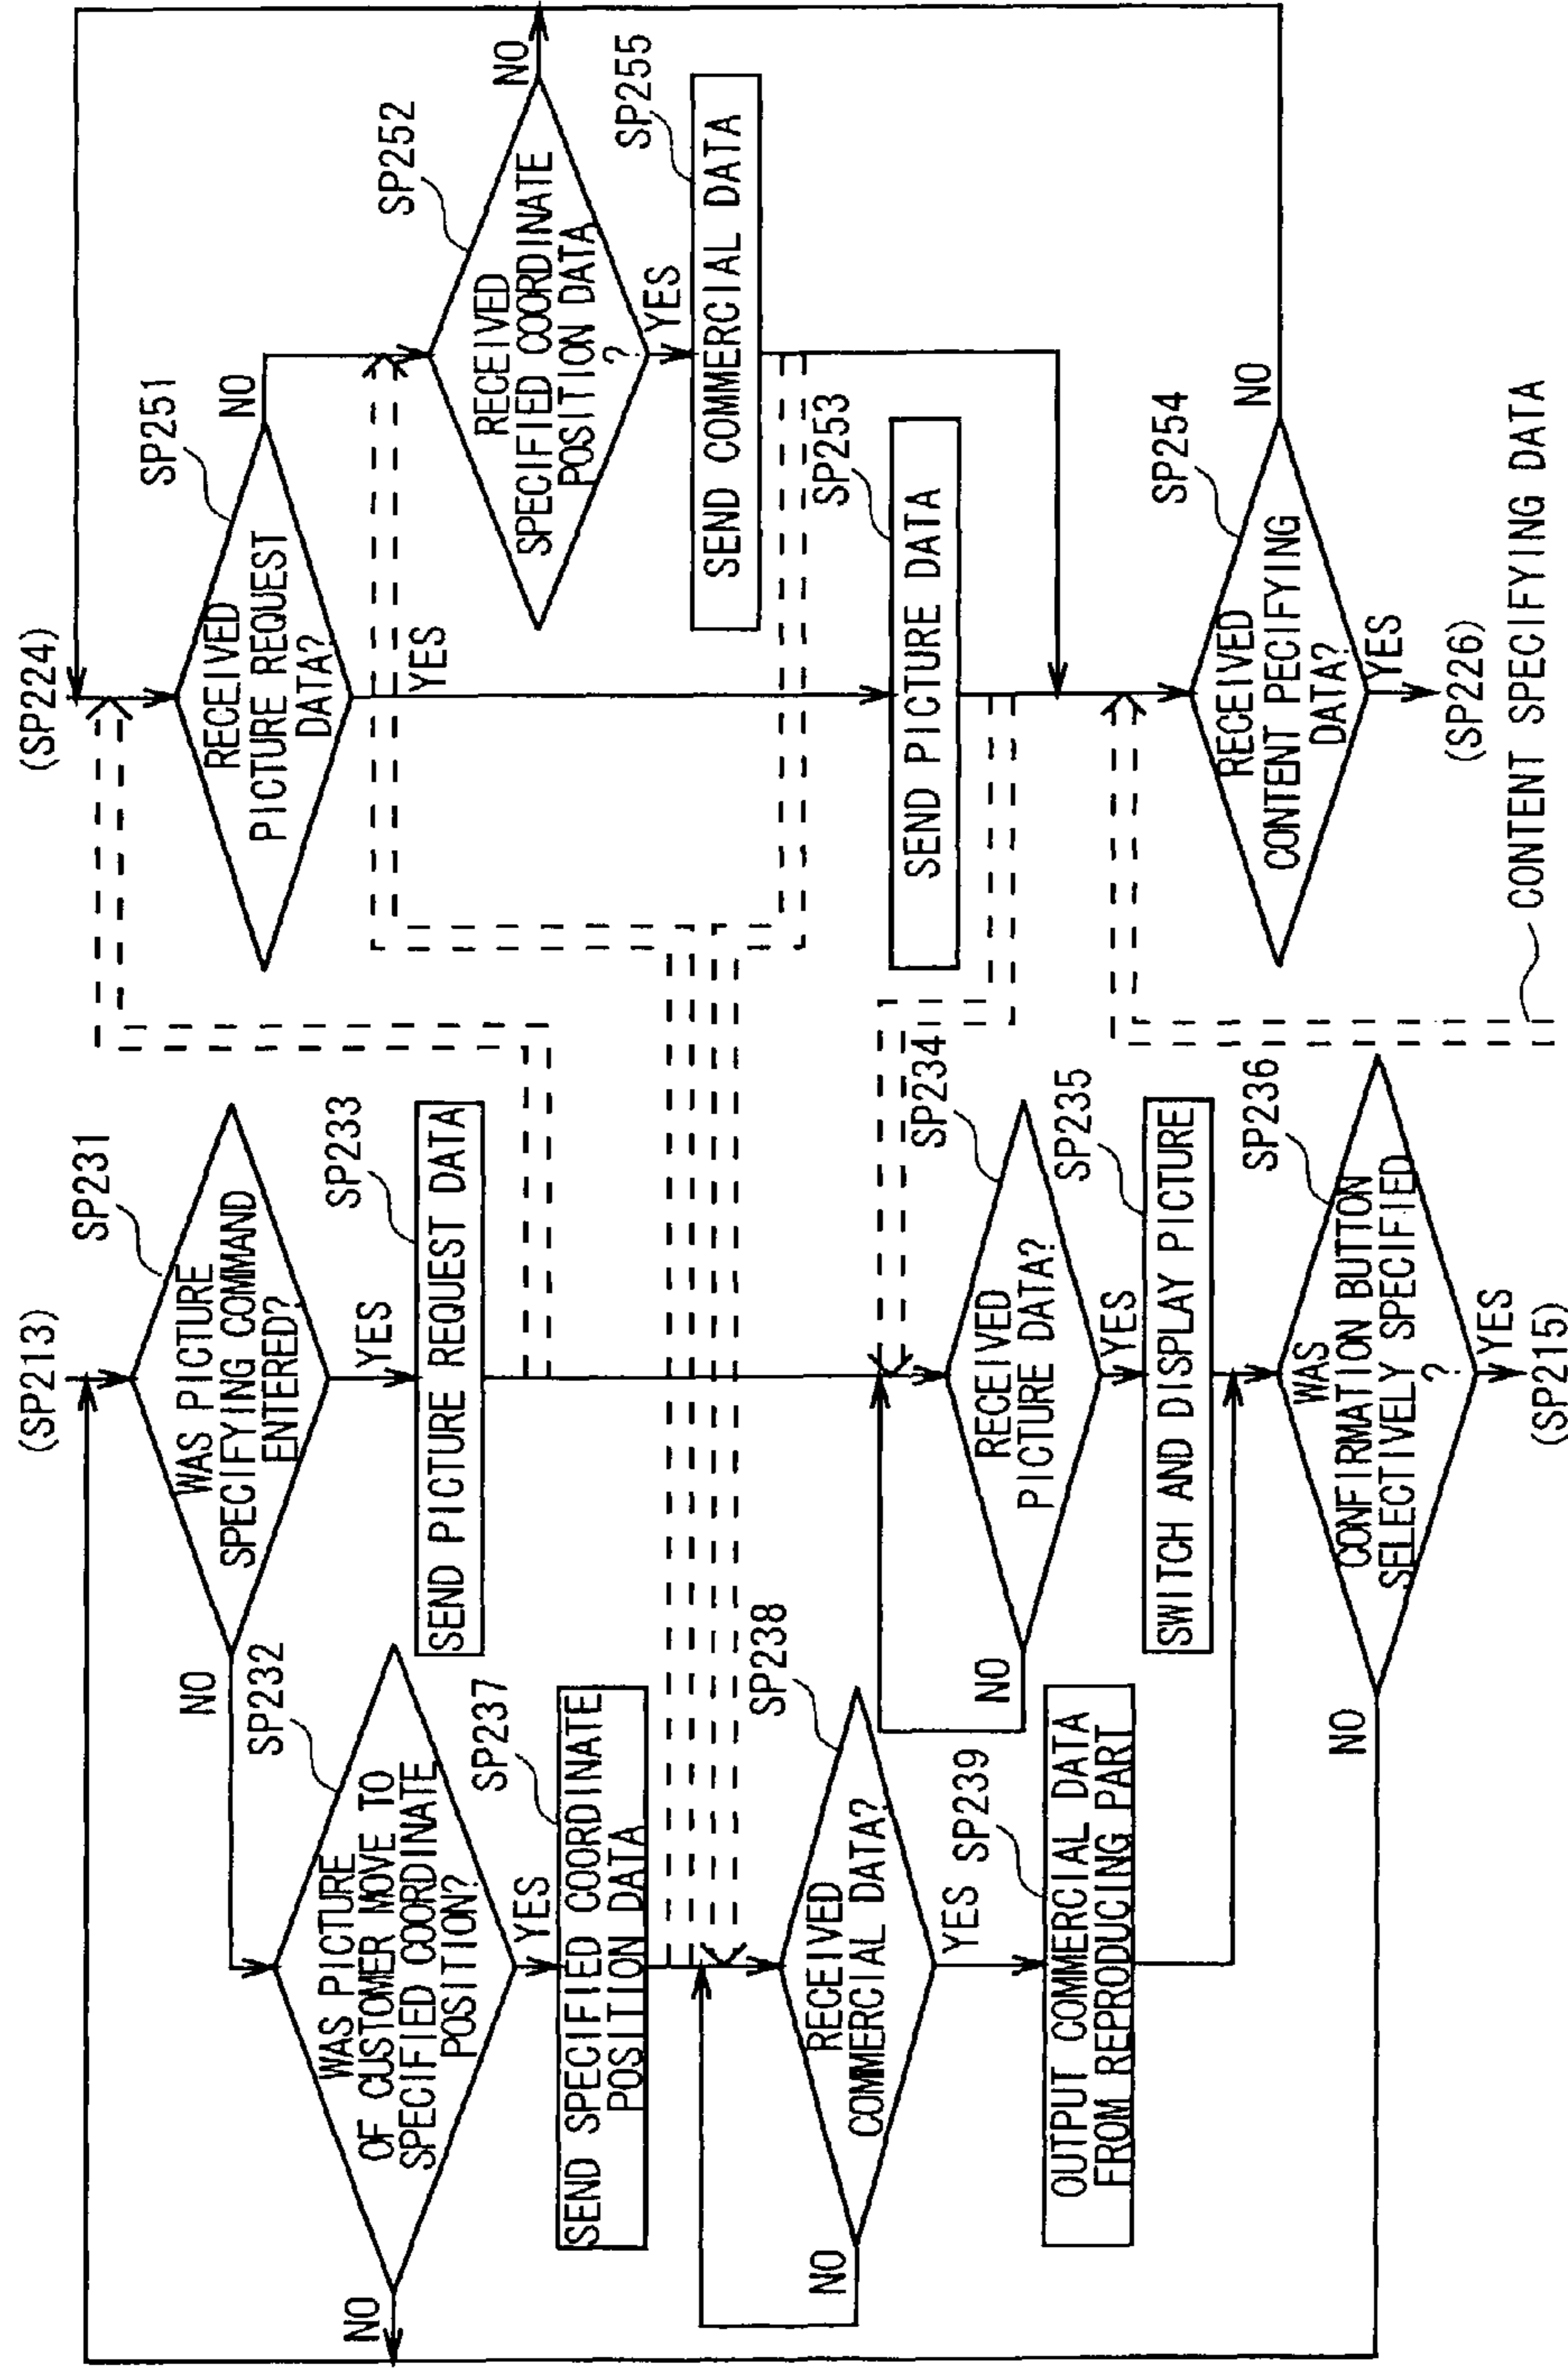 (SP213)
SP231
WAS PICTURE
SPECIFYING COMMAND
ENTERED?
NO
YES
SP232
WAS PICTURE
OF CUSTOMER MOVE TO
SPECIFIED COORDINATE
POSITION?
NO
YES
SP233
SEND PICTURE REQUEST DATA
SP237
SEND SPECIFIED COORDINATE
POSITION DATA
SP238
RECEIVED
COMMERCIAL DATA?
NO
YES
SP239
OUTPUT COMMERCIAL DATA
FROM REPRODUCING PART
SP234
RECEIVED
PICTURE DATA?
NO
YES
SP235
SWITCH AND DISPLAY PICTURE
SP236
WAS
CONFIRMATION BUTTON
SELECTIVELY SPECIFIED
?
NO
YES
(SP215)
(SP224)
SP251
RECEIVED
PICTURE REQUEST
DATA?
NO
YES
SP252
RECEIVED
SPECIFIED COORDINATE
POSITION DATA
?
NO
YES
SP255
SEND COMMERCIAL DATA
SP253
SEND PICTURE DATA
SP254
RECEIVED
CONTENT PECIFYING
DATA?
NO
YES
(SP226)
CONTENT SPECIFYING DATA